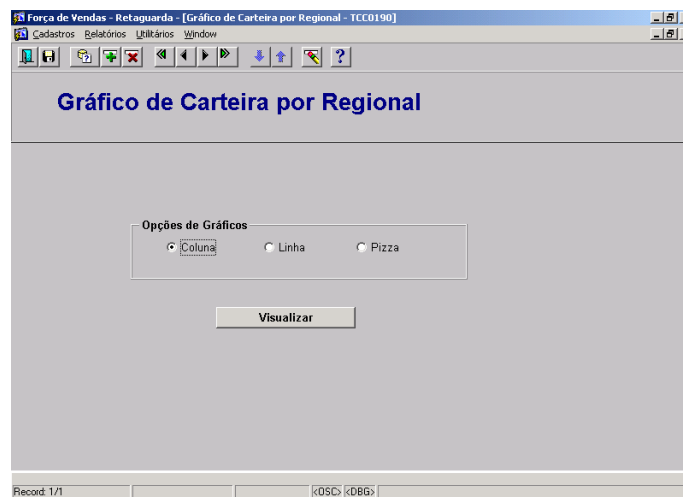 Força de Vendas - Retaguarda - [Gráfico de Carteira por Regional - TCC0190]
Cadastros Relatórios Utilitários Window
Gráfico de Carteira por Regional
Opções de Gráficos
Coluna Linha Pizza
Visualizar
Record: 1/1 <OSC> <DBG>